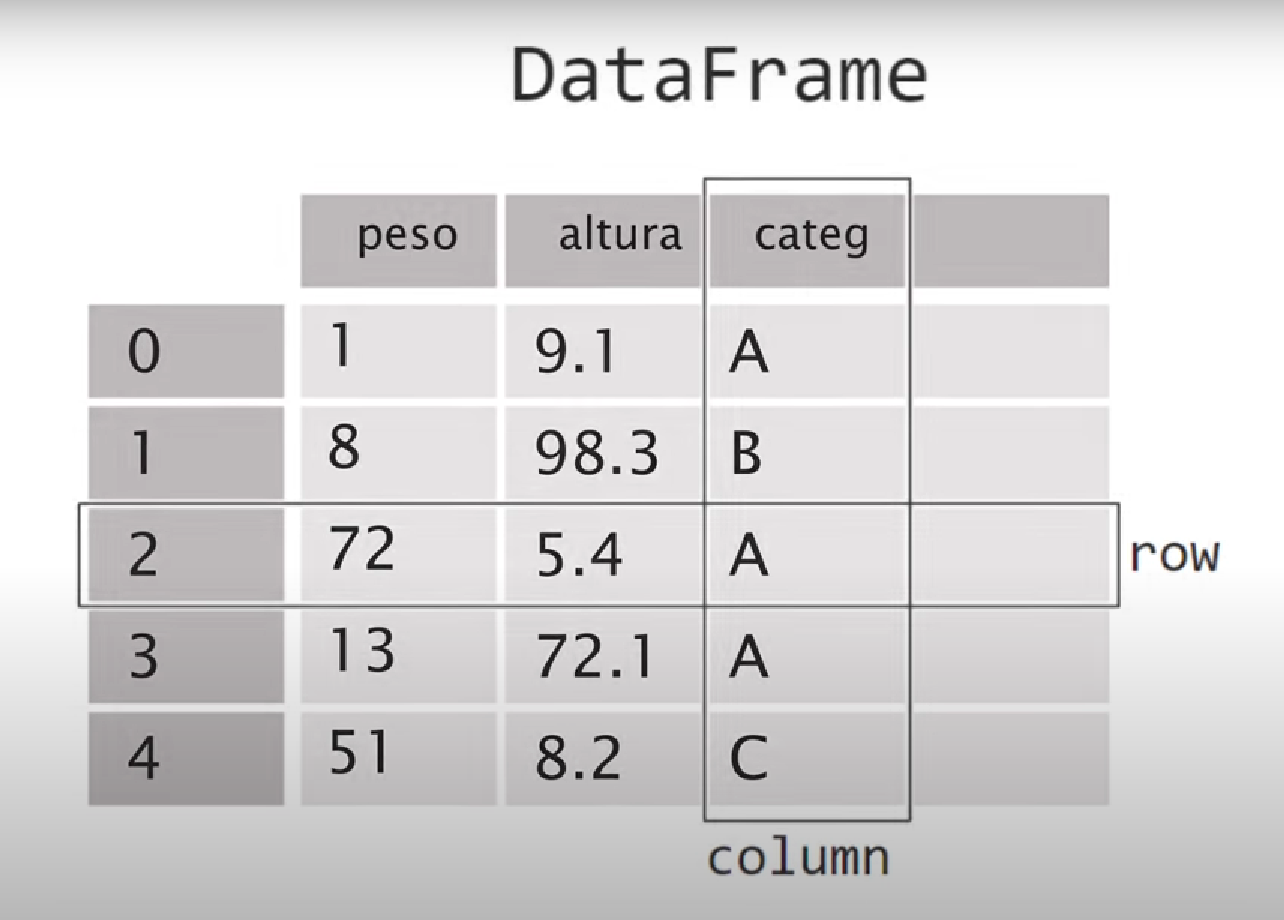 DataFrame
peso altura categ
0 1 9.1 A
1 8 98.3 B
2 72 5.4 A row
3 13 72.1 A
4 51 8.2 C
column